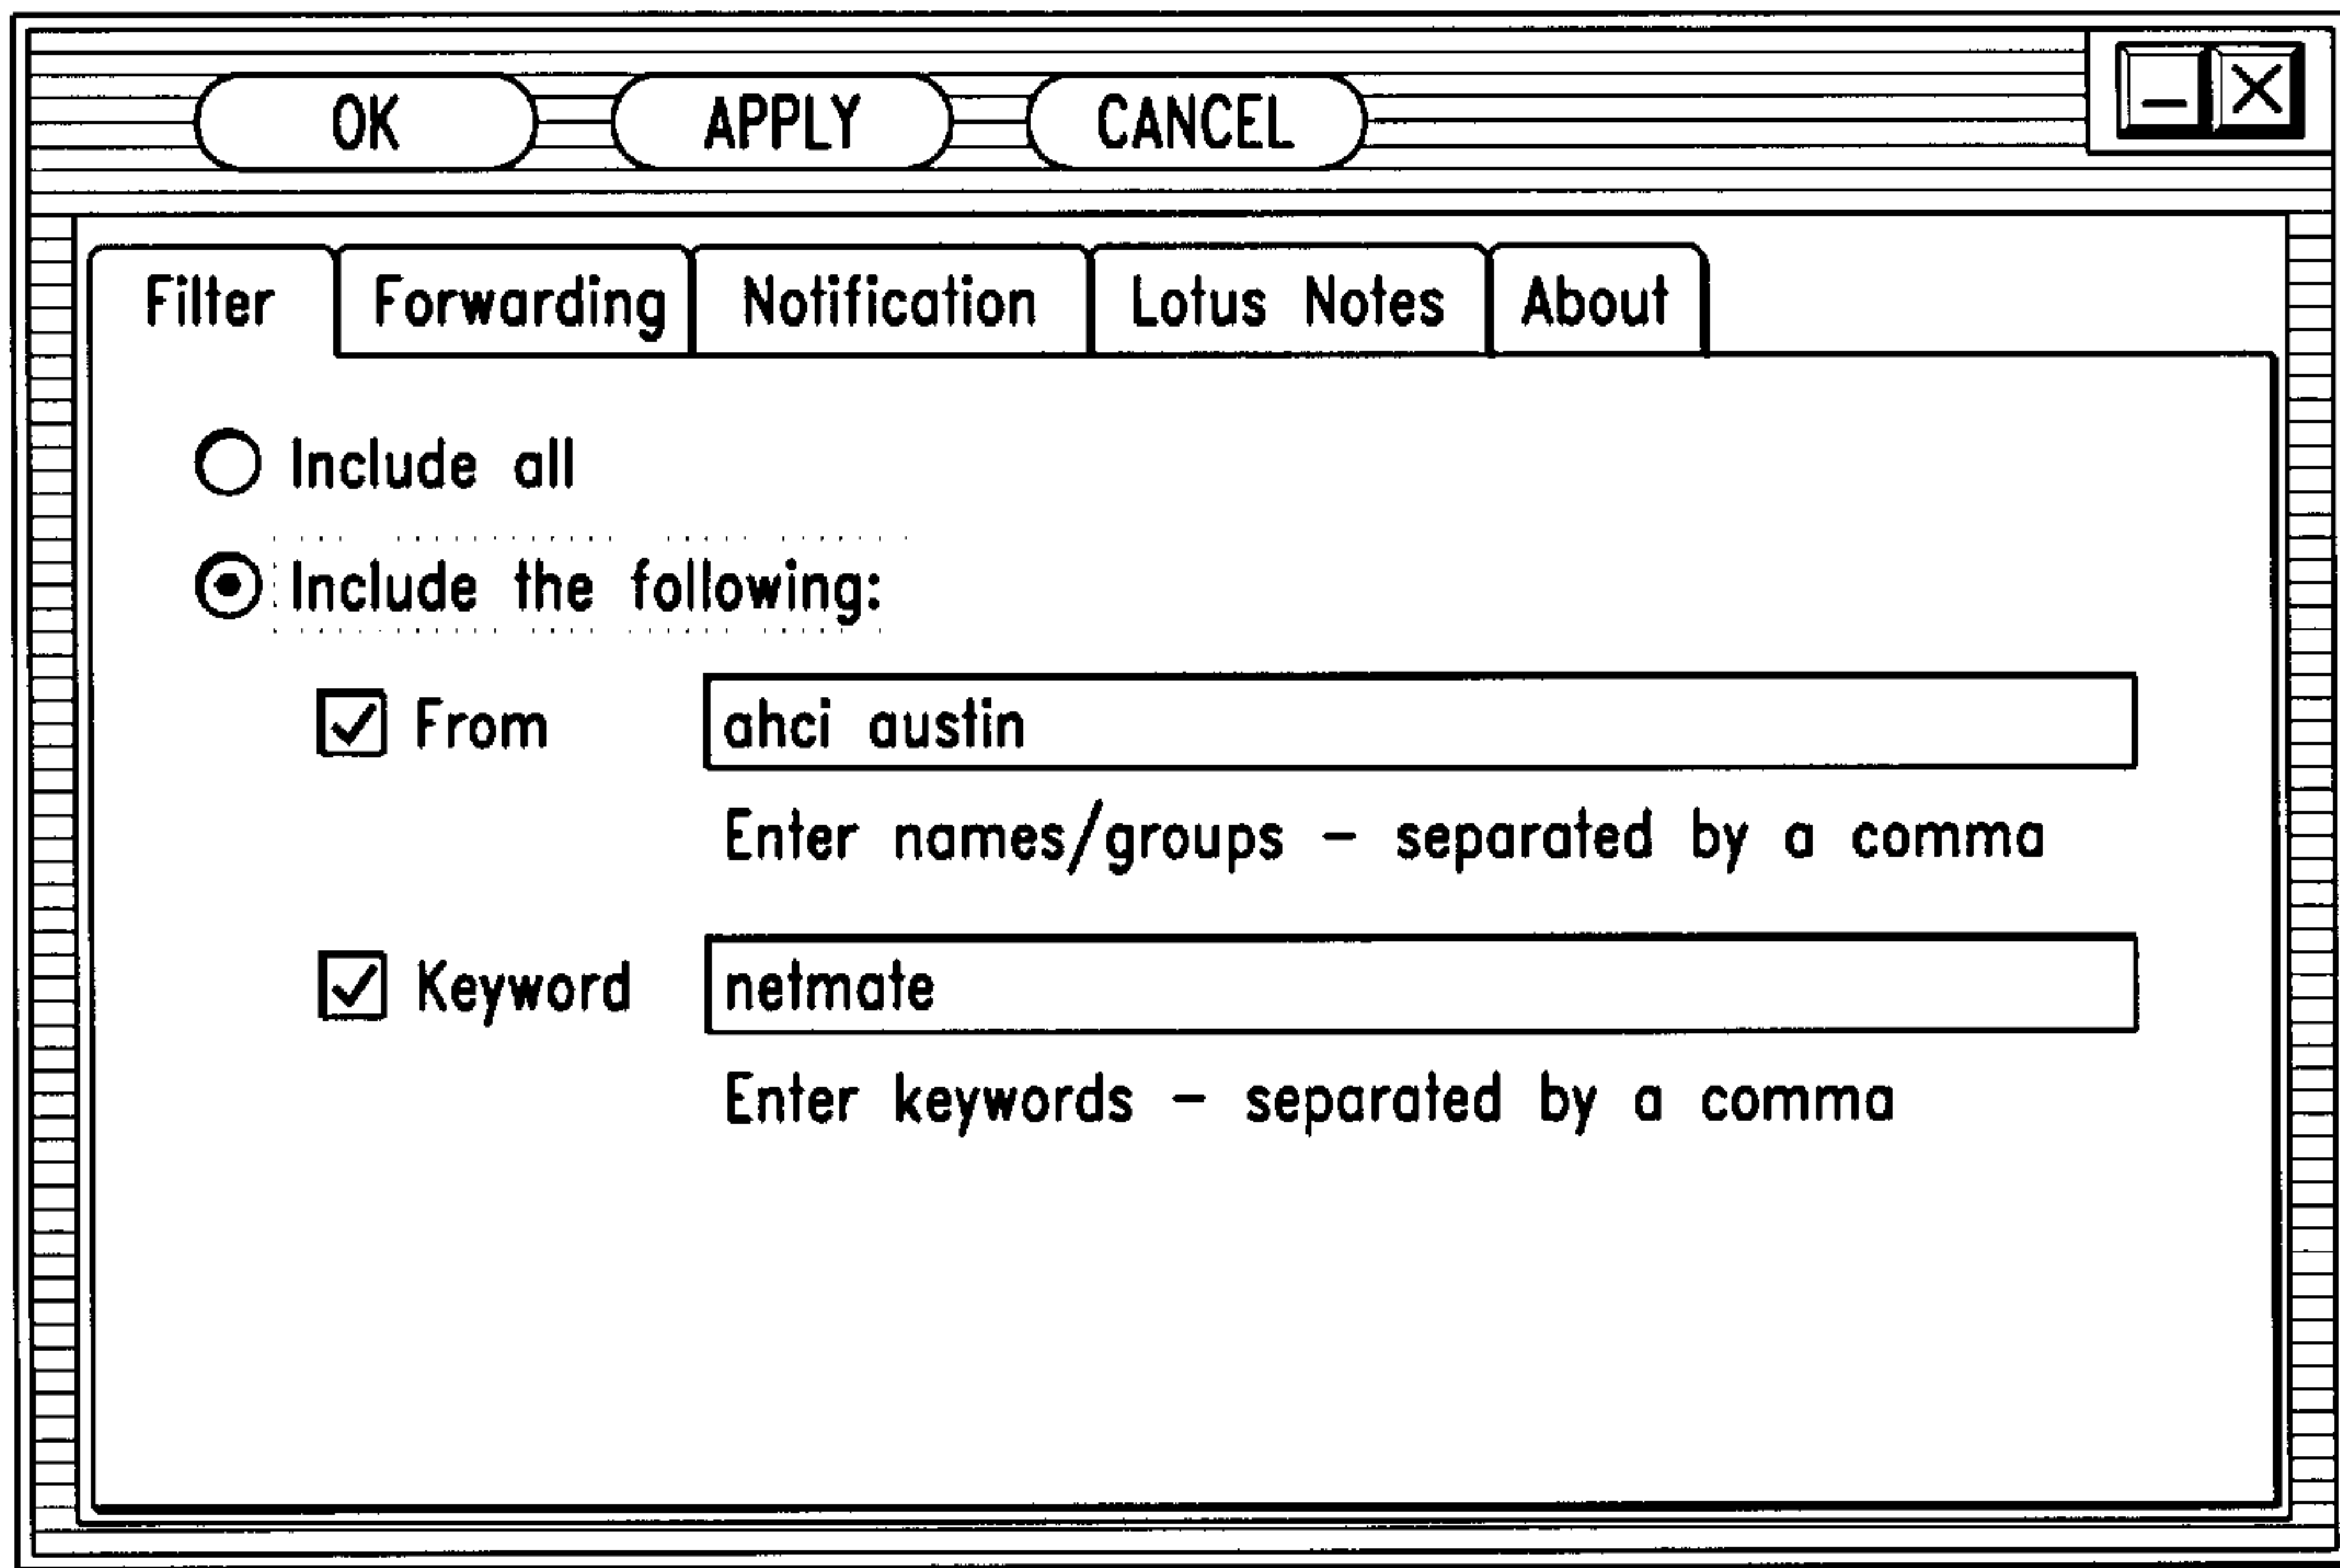 OK APPLY CANCEL
Filter Forwarding Notification Lotus Notes About
Include all
Include the following:
From ahci austin
Enter names/groups – separated by a comma
Keyword netmate
Enter keywords – separated by a comma